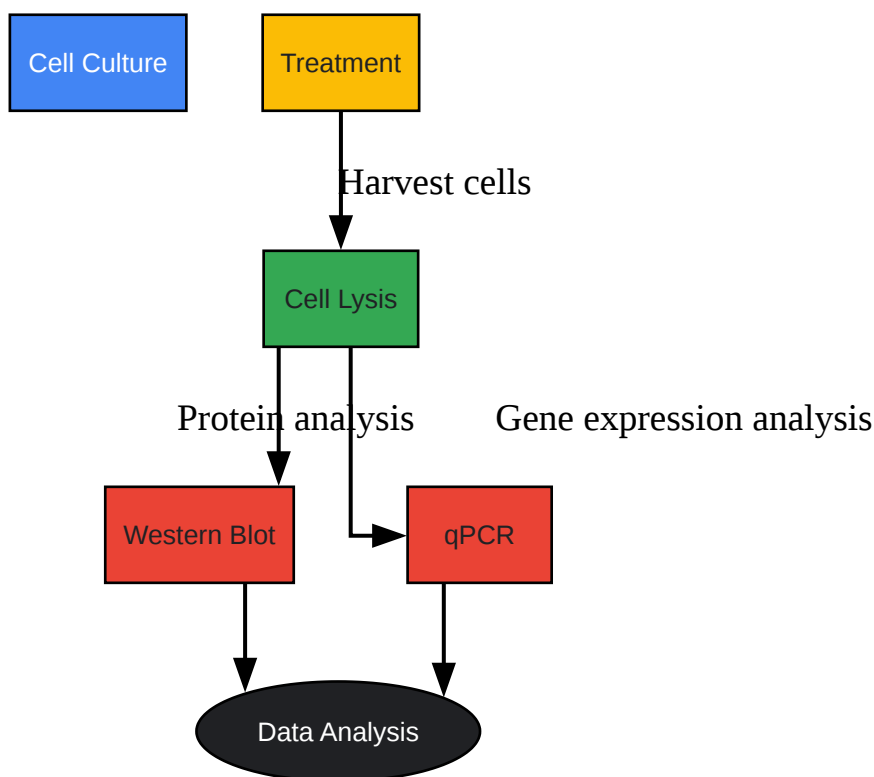 Cell Culture
Treatment
Harvest cells
Cell Lysis
Protein analysis
Gene expression analysis
Western Blot
qPCR
Data Analysis